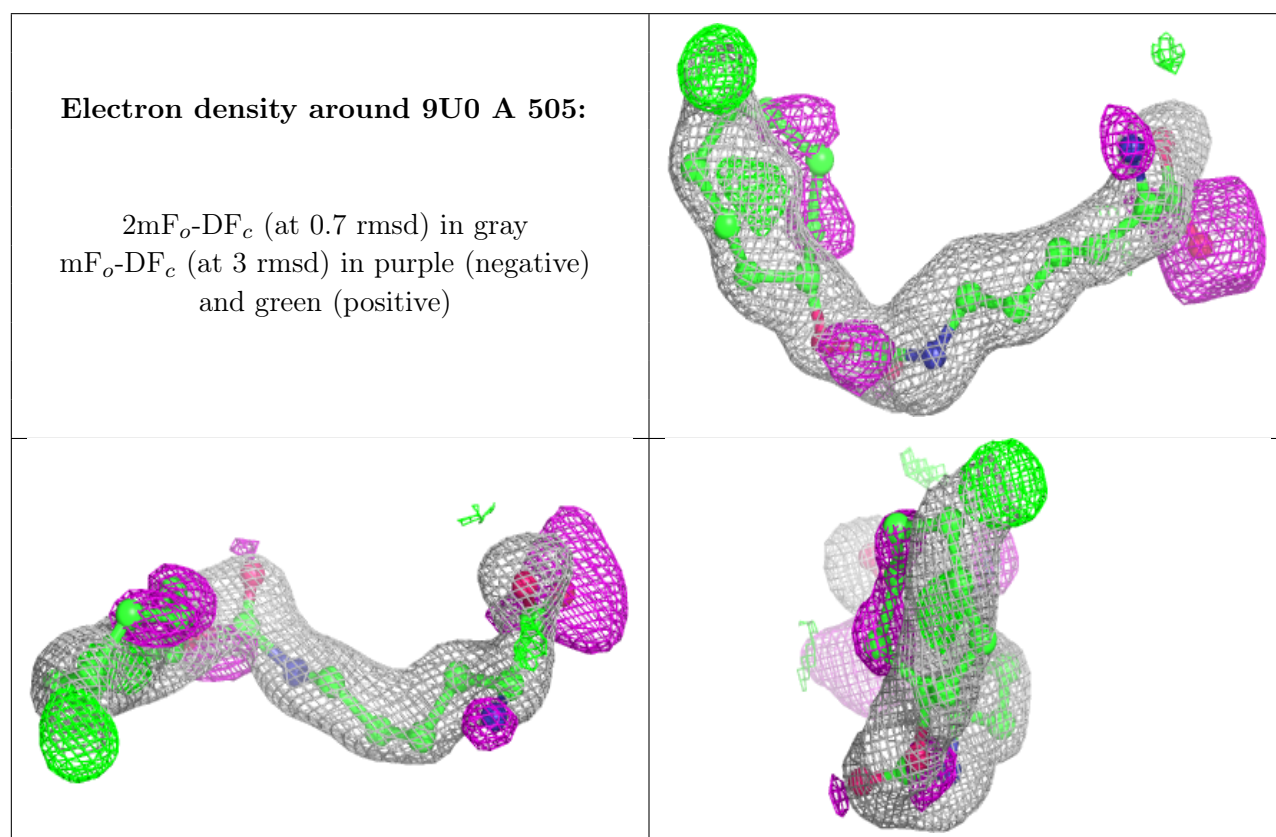 Electron density around 9U0 A 505:
2mFo-DFc (at 0.7 rmsd) in gray
mFo-DFc (at 3 rmsd) in purple (negative)
and green (positive)